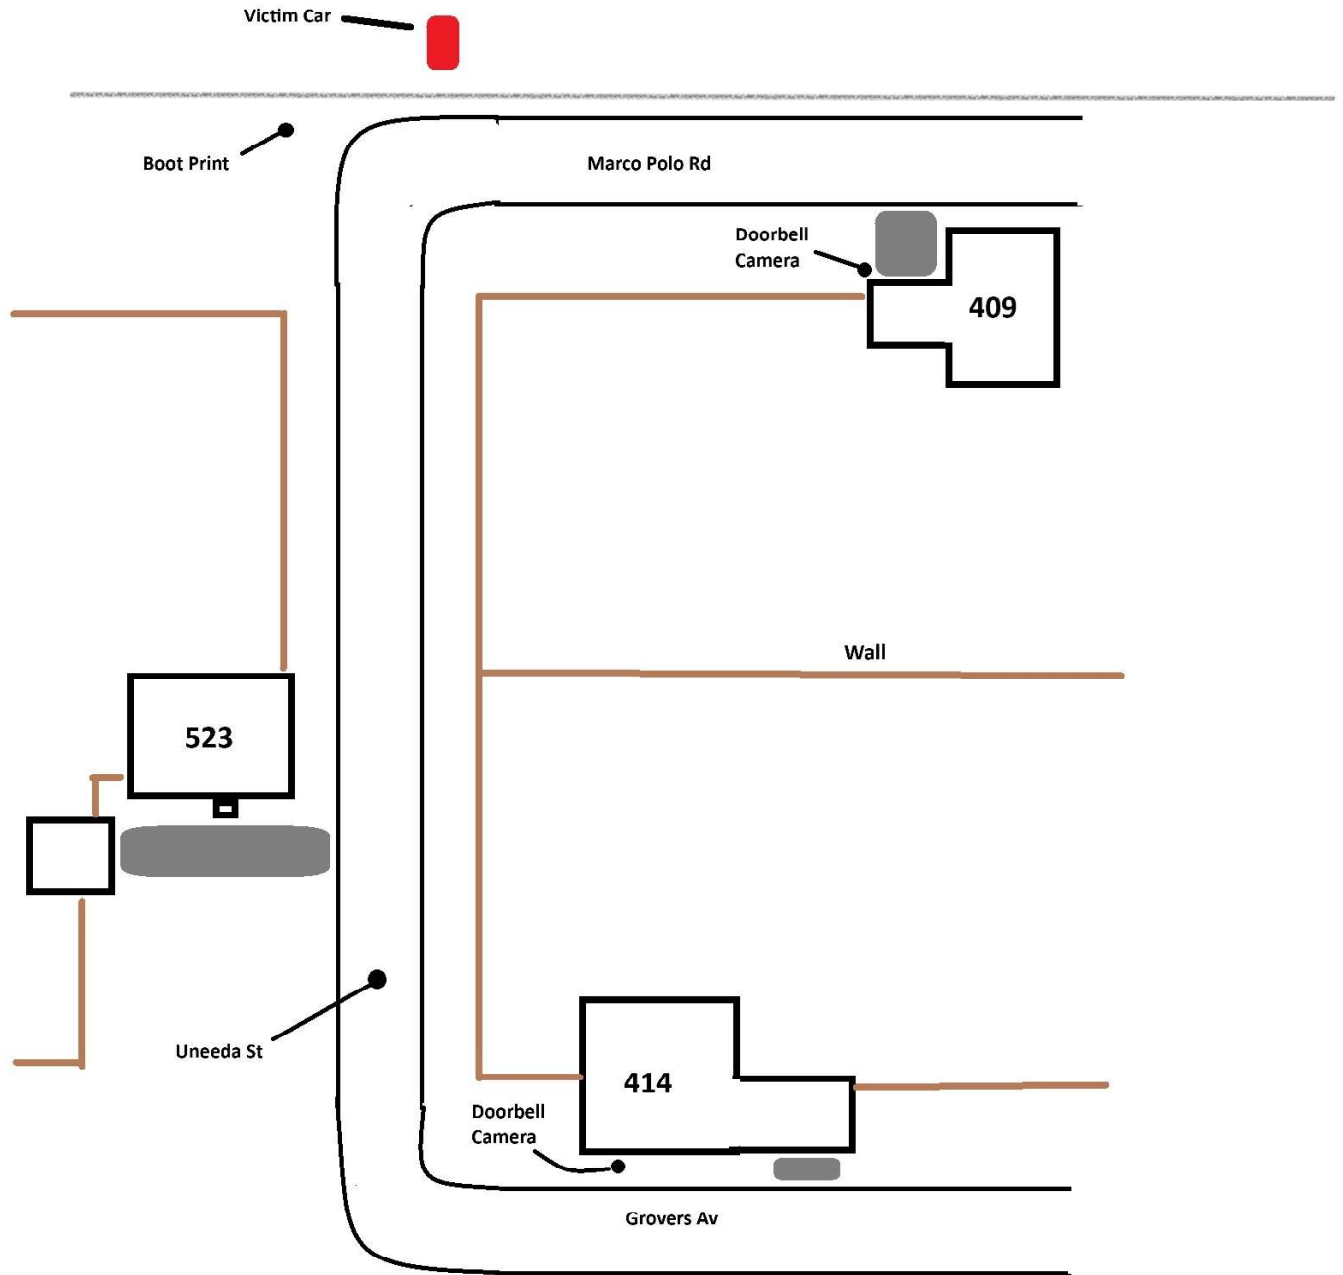 Victim Car
Boot Print
Marco Polo Rd
Doorbell
Camera
409
Wall
523
Uneeda St
414
Doorbell
Camera
Grovers Av